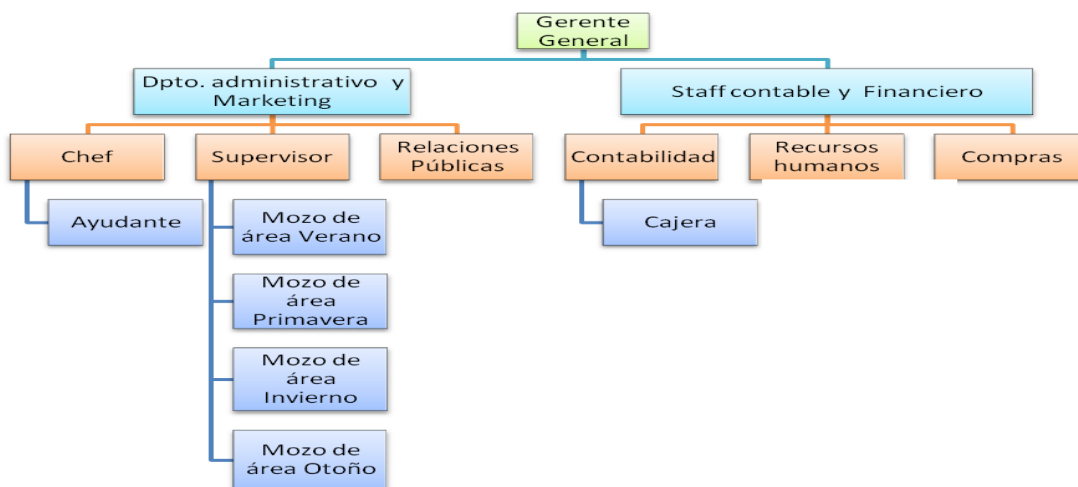 Gerente
General
Dpto. administrativo y
Marketing
Staff contable y Financiero
Chef
Supervisor
Relaciones
Públicas
Contabilidad
Recursos
humanos
Compras
Ayudante
Mozo de
área Verano
Cajera
Mozo de
área
Primavera
Mozo de
área
Invierno
Mozo de
área Otoño